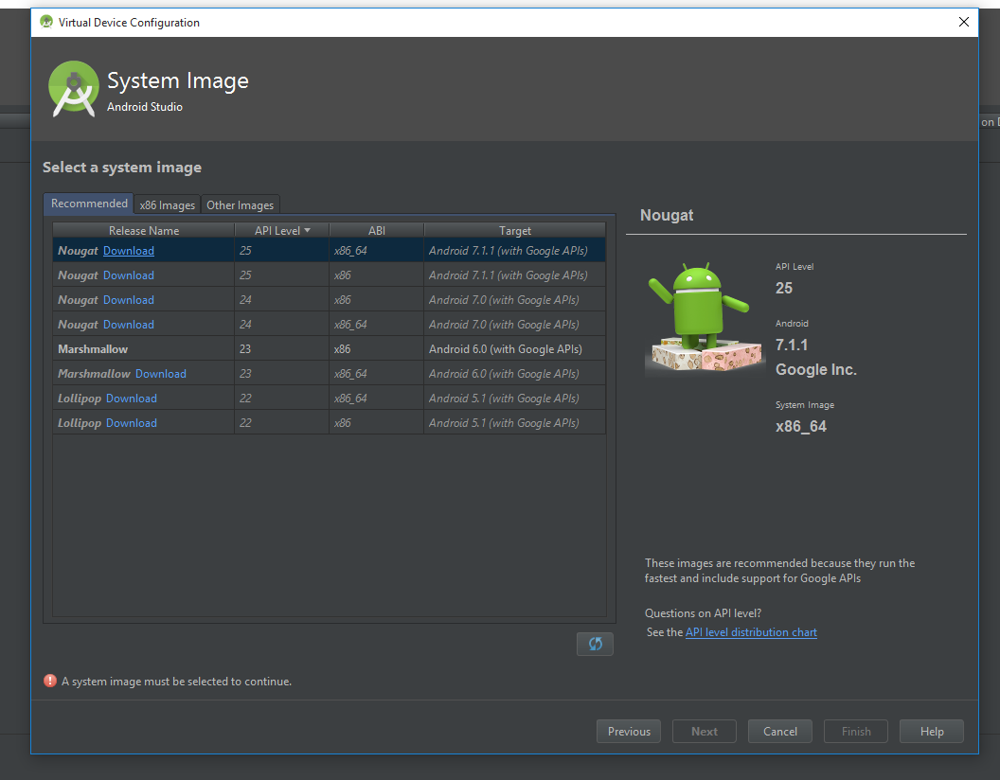 Virtual Device Configuration
on D
System Image
Android Studio
Select a system image
Recommended x86 Images Other Images
Release Name API Level ABI Target
Nougat Download 25 x86_64 Android 7.1.1 (with Google APIs)
Nougat Download 25 x86 Android 7.1.1 (with Google APIs)
Nougat Download 24 x86 Android 7.0 (with Google APIs)
Nougat Download 24 x86_64 Android 7.0 (with Google APIs)
Marshmallow 23 x86 Android 6.0 (with Google APIs)
Marshmallow Download 23 x86_64 Android 6.0 (with Google APIs)
Lollipop Download 22 x86_64 Android 5.1 (with Google APIs)
Lollipop Download 22 x86 Android 5.1 (with Google APIs)
Nougat
API Level
25
Android
7.1.1
Google Inc.
System Image
x86_64
These images are recommended because they run the
fastest and include support for Google APIs
Questions on API level?
See the API level distribution chart
A system image must be selected to continue.
Previous Next Cancel Finish Help